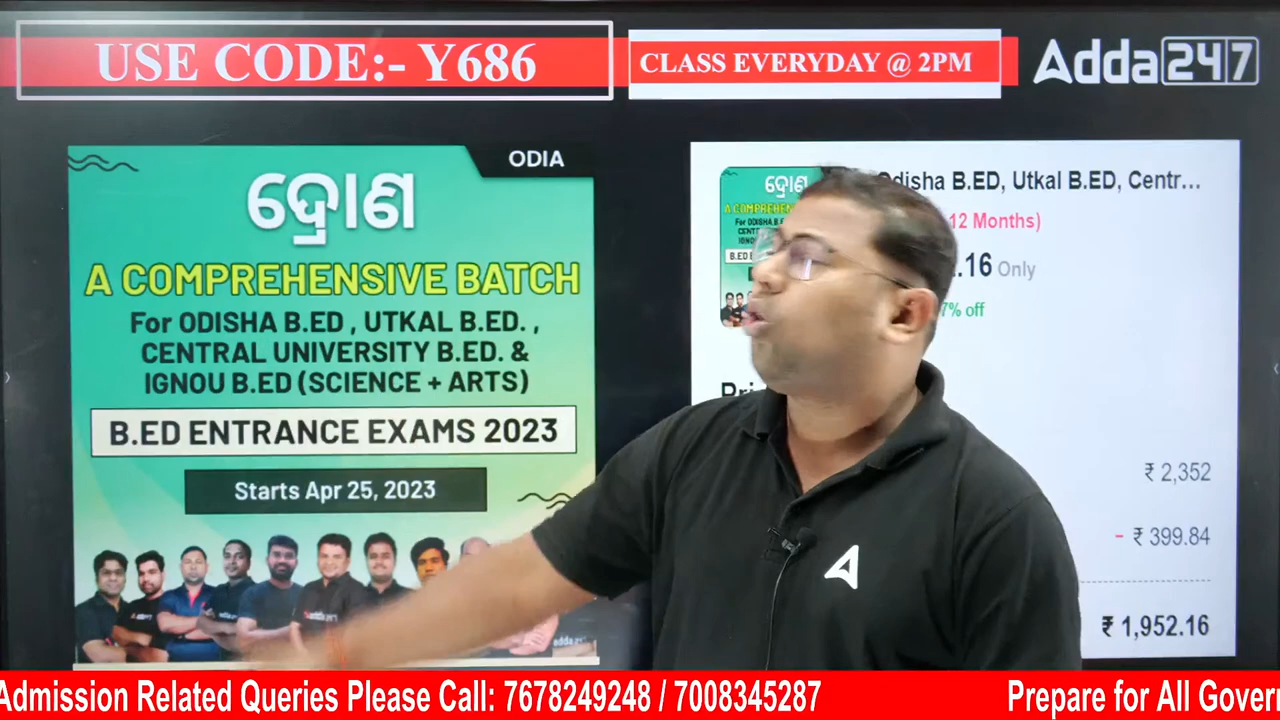 USE CODE:- Y686
CLASS EVERYDAY @ 2PM
Adda247
ODIA
ଦ୍ରୋଣ
A COMPREHENSIVE BATCH
For ODISHA B.ED , UTKAL B.ED. ,
CENTRAL UNIVERSITY B.ED. &
IGNOU B.ED (SCIENCE + ARTS)
B.ED ENTRANCE EXAMS 2023
Starts Apr 25, 2023
adda247
ଦ୍ରୋଣ
Odisha B.ED, Utkal B.ED, Centr...
12 Months)
.16 Only
7% off
₹ 2,352
- ₹ 399.84
₹ 1,952.16
Admission Related Queries Please Call: 7678249248 / 7008345287
Prepare for All Govern